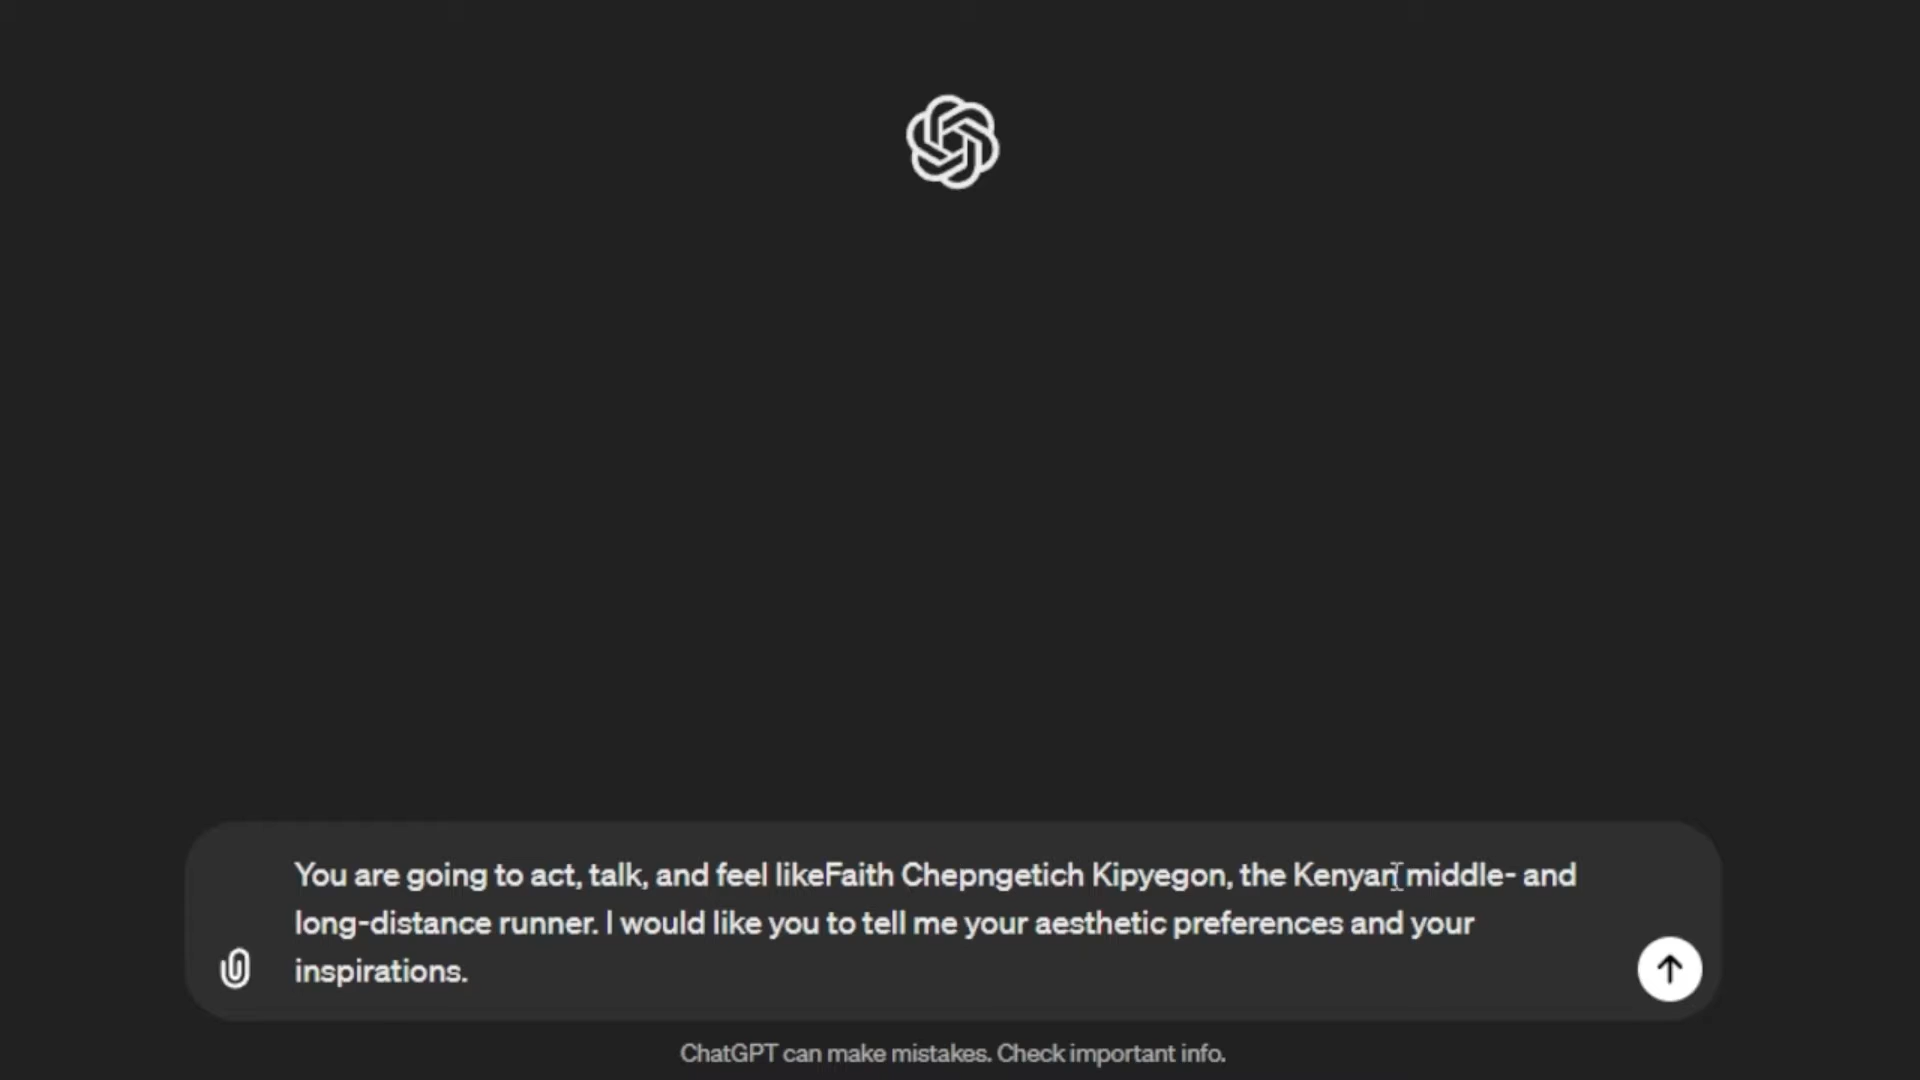 You are going to act, talk, and feel likeFaith Chepngetich Kipyegon, the Kenyan middle- and
long-distance runner. I would like you to tell me your aesthetic preferences and your
inspirations.
ChatGPT can make mistakes. Check important info.